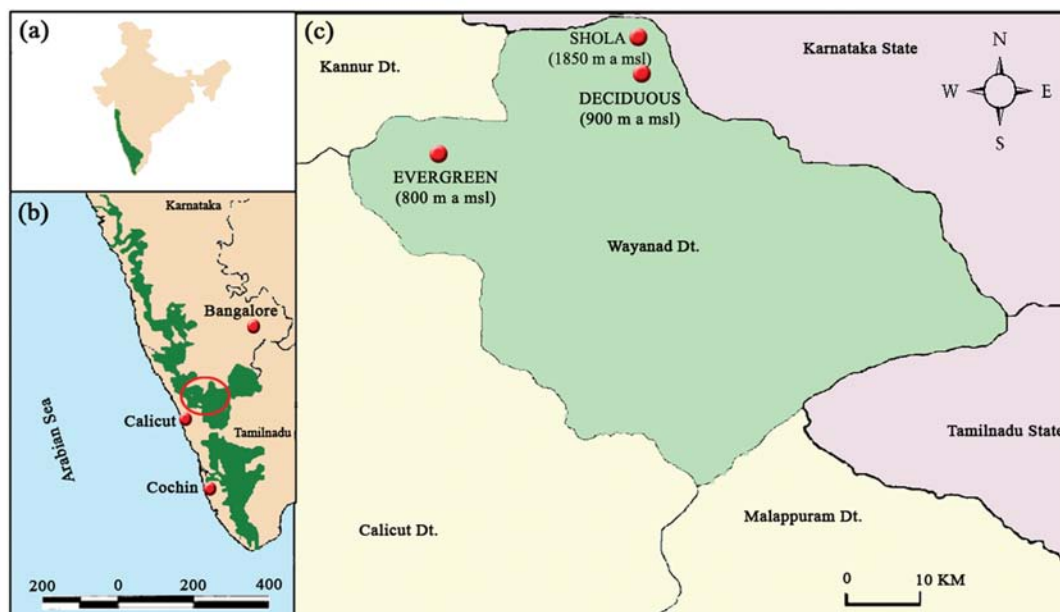 (a)
(b)
Karnataka
Bangalore
Calicut
Tamilnadu
Arabian Sea
Cochin
200 0 200 400
(c)
SHOLA
(1850 m a msl)
Karnataka State
Kannur Dt.
DECIDUOUS
(900 m a msl)
N
W E
S
EVERGREEN
(800 m a msl)
Wayanad Dt.
Tamilnadu State
Calicut Dt.
Malappuram Dt.
0 10 KM